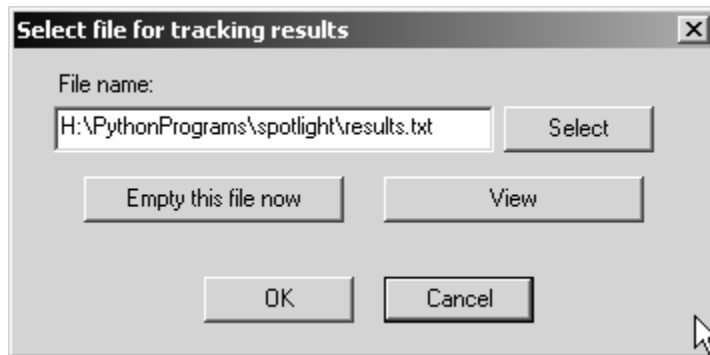 Select file for tracking results
File name:
H:\PythonPrograms\spotlight\results.txt
Select
Empty this file now
View
OK
Cancel